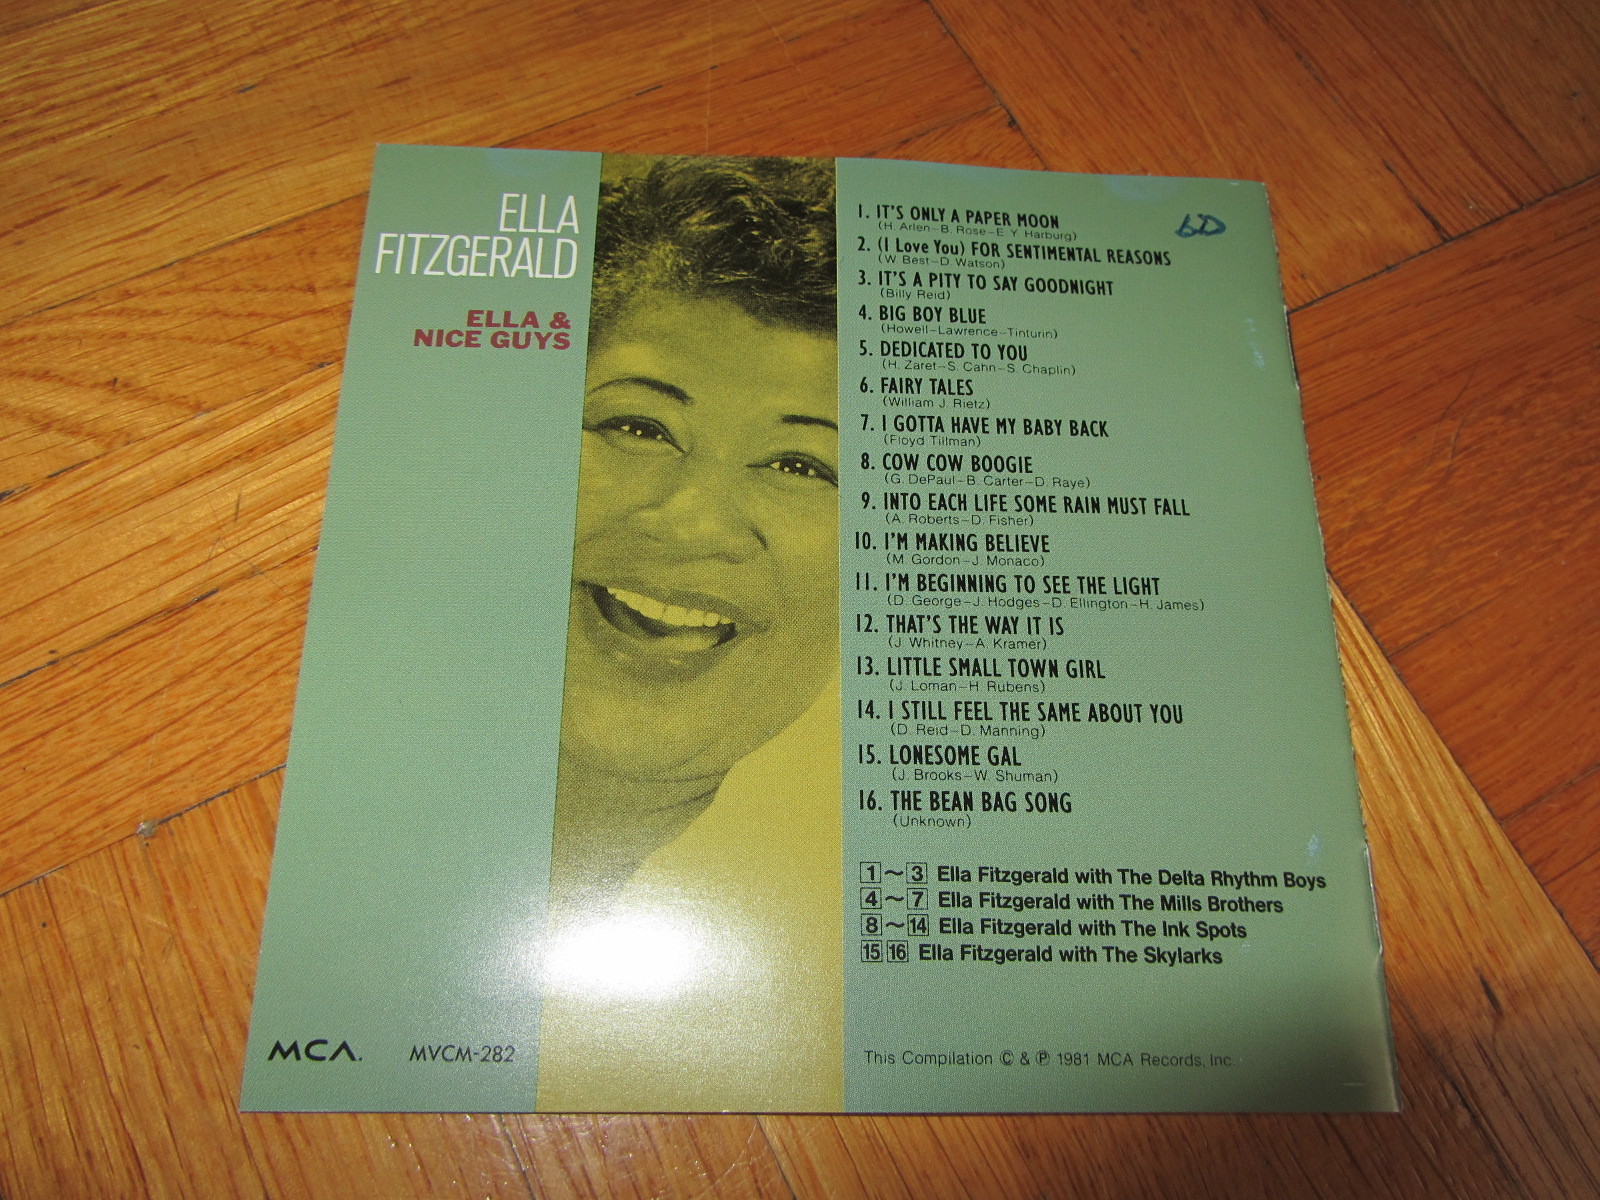 ELLA
FITZGERALD
ELLA &
NICE GUYS
1. IT'S ONLY A PAPER MOON
(H. Arlen–B. Rose–E. Y. Harburg)
2. (I Love You) FOR SENTIMENTAL REASONS
(W. Best–D. Watson)
3. IT'S A PITY TO SAY GOODNIGHT
(Billy Reid)
4. BIG BOY BLUE
(Howell–Lawrence–Tinturin)
5. DEDICATED TO YOU
(H. Zaret–S. Cahn–S. Chaplin)
6. FAIRY TALES
(William J. Rietz)
7. I GOTTA HAVE MY BABY BACK
(Floyd Tillman)
8. COW COW BOOGIE
(G. DePaul–B. Carter–D. Raye)
9. INTO EACH LIFE SOME RAIN MUST FALL
(A. Roberts–D. Fisher)
10. I'M MAKING BELIEVE
(M. Gordon–J. Monaco)
11. I'M BEGINNING TO SEE THE LIGHT
(D. George–J. Hodges–D. Ellington–H. James)
12. THAT'S THE WAY IT IS
(J. Whitney–A. Kramer)
13. LITTLE SMALL TOWN GIRL
(J. Loman–H. Rubens)
14. I STILL FEEL THE SAME ABOUT YOU
(D. Reid–D. Manning)
15. LONESOME GAL
(J. Brooks–W. Shuman)
16. THE BEAN BAG SONG
(Unknown)
1～3 Ella Fitzgerald with The Delta Rhythm Boys
4～7 Ella Fitzgerald with The Mills Brothers
8～14 Ella Fitzgerald with The Ink Spots
15 16 Ella Fitzgerald with The Skylarks
MCA. MVCM-282
This Compilation © & ℗ 1981 MCA Records, Inc.